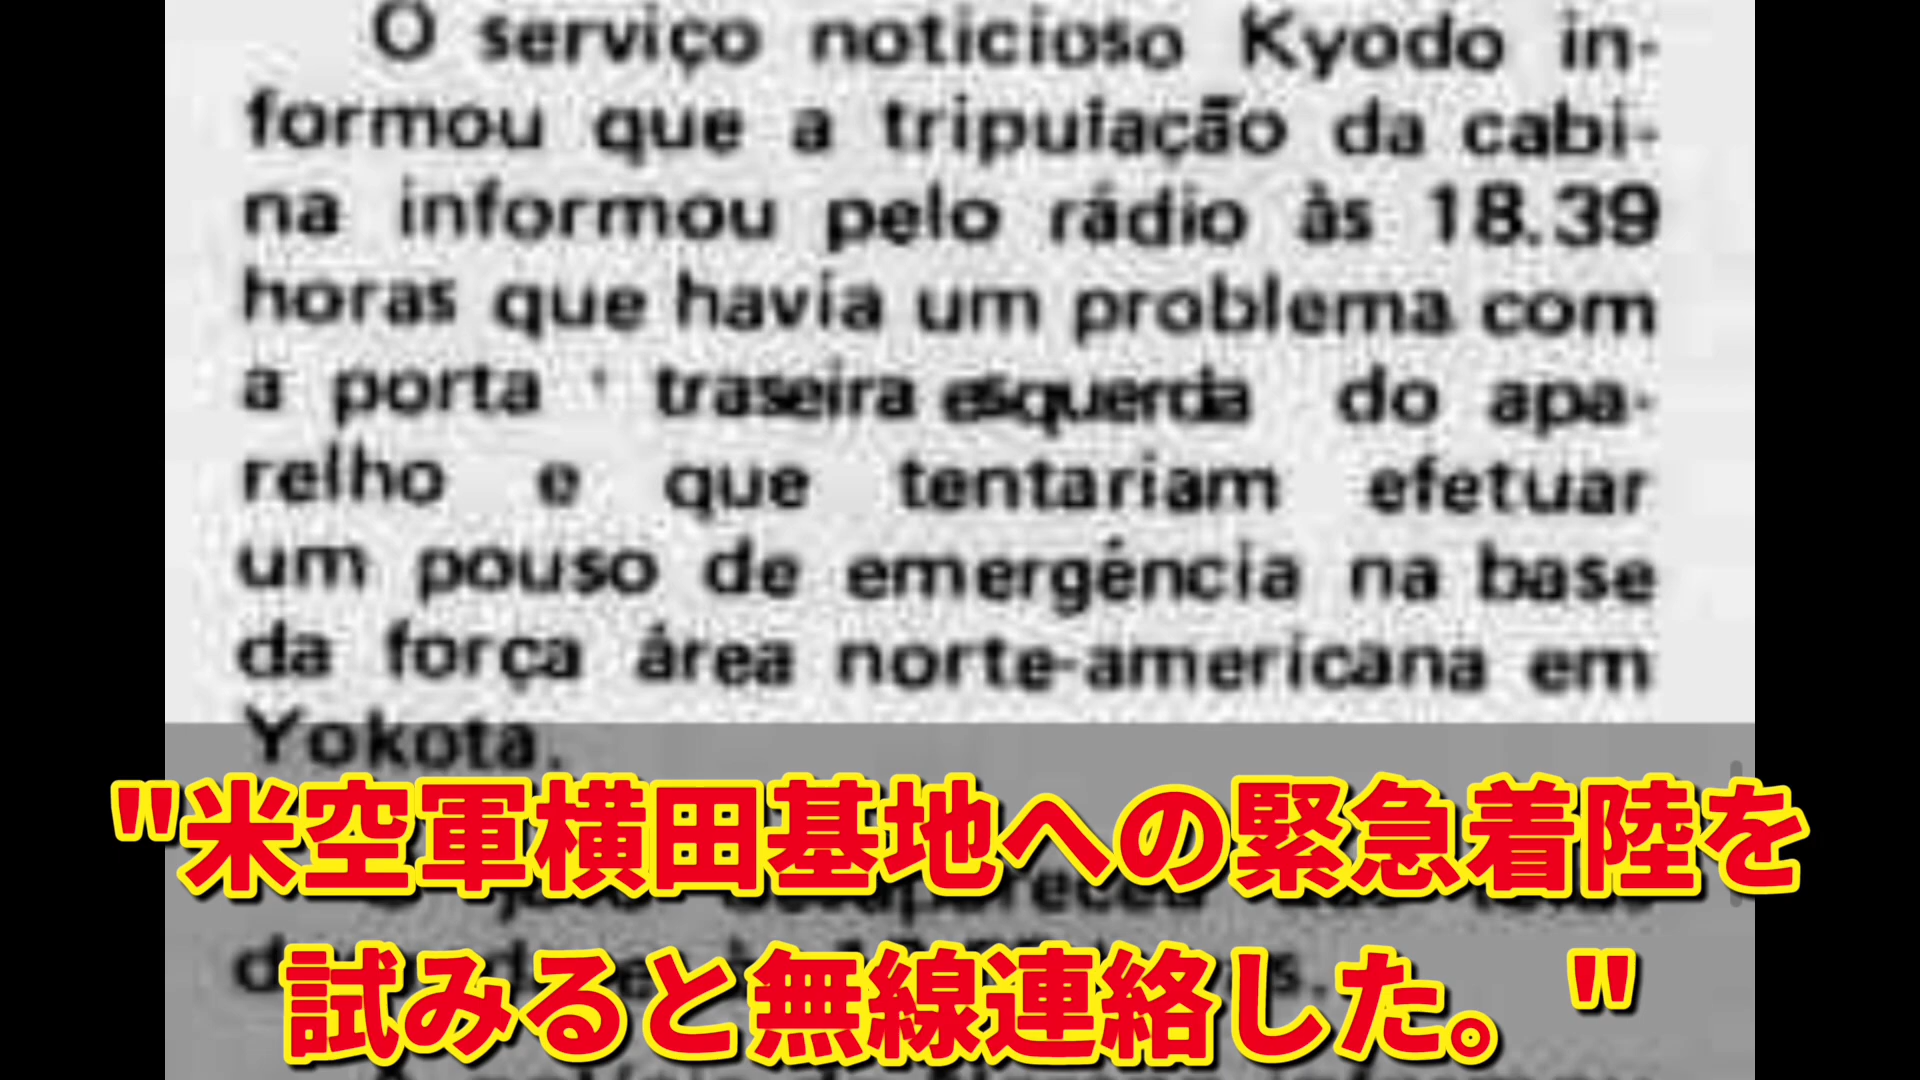 O serviço noticioso Kyodo in-
formou que a tripulação da cabi-
na informou pelo rádio às 18.39
horas que havia um problema com
a porta traseira esquerda do apa-
relho e que tentariam efetuar
um pouso de emergência na base
da força área norte-americana em
Yokota.
"米空軍横田基地への緊急着陸を
試みると無線連絡した。"